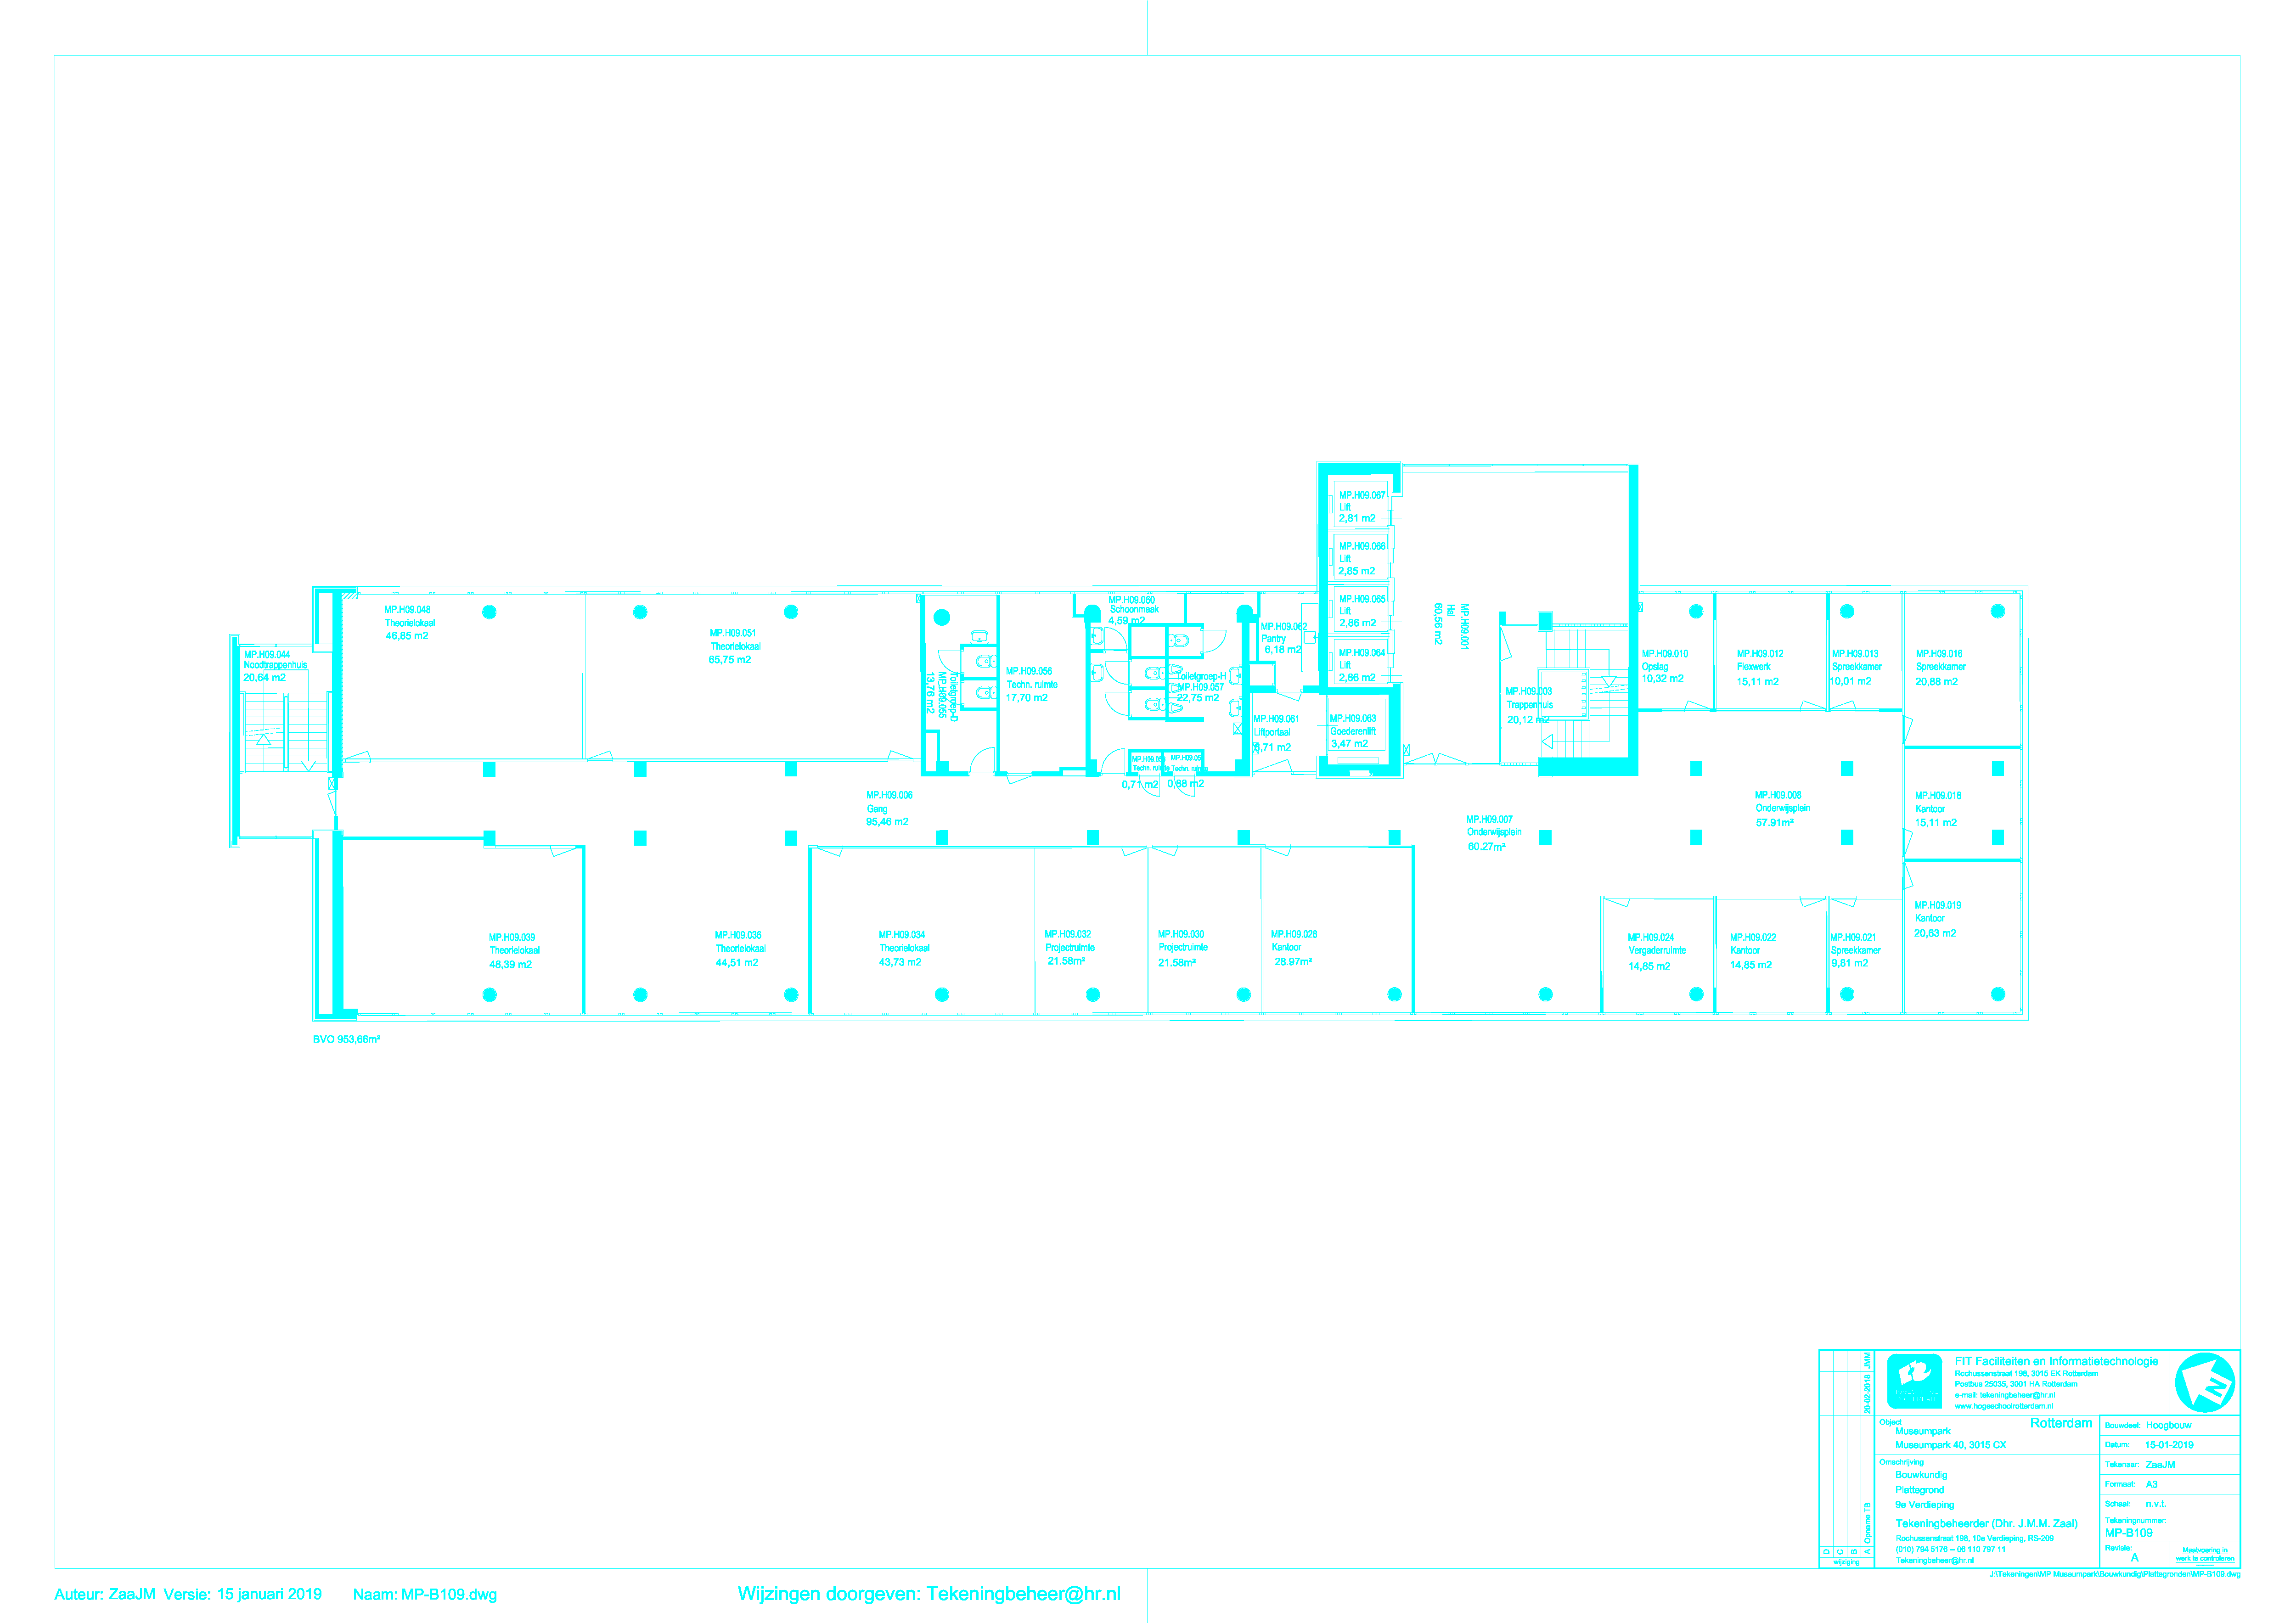 MP.H09.067
Lift
2,81 m2
MP.H09.066
Lift
2,85 m2
MP.H09.065
Lift
2,86 m2
MP.H09.064
Lift
2,86 m2
MP.H09.001
Hal
60,56 m2
MP.H09.048
Theorielokaal
46,85 m2
MP.H09.051
Theorielokaal
65,75 m2
MP.H09.044
Noodtrappenhuis
20,64 m2
Toiletgroep-D
MP.H09.055
13,76 m2
MP.H09.056
Techn. ruimte
17,70 m2
MP.H09.060
Schoonmaak
4,59 m2
Toiletgroep-H
MP.H09.057
22,75 m2
MP.H09.062
Pantry
6,18 m2
MP.H09.061
Liftportaal
6,71 m2
MP.H09.063
Goederenlift
3,47 m2
MP.H09.003
Trappenhuis
20,12 m2
MP.H09.010
Opslag
10,32 m2
MP.H09.012
Flexwerk
15,11 m2
MP.H09.013
Spreekkamer
10,01 m2
MP.H09.016
Spreekkamer
20,88 m2
Techn. ruimte
0,71 m2
Techn. ruimte
0,88 m2
MP.H09.006
Gang
95,46 m2
MP.H09.007
Onderwijsplein
60.27m²
MP.H09.008
Onderwijsplein
57.91m²
MP.H09.018
Kantoor
15,11 m2
MP.H09.019
Kantoor
20,63 m2
MP.H09.039
Theorielokaal
48,39 m2
MP.H09.036
Theorielokaal
44,51 m2
MP.H09.034
Theorielokaal
43,73 m2
MP.H09.032
Projectruimte
21.58m²
MP.H09.030
Projectruimte
21.58m²
MP.H09.028
Kantoor
28.97m²
MP.H09.024
Vergaderruimte
14,85 m2
MP.H09.022
Kantoor
14,85 m2
MP.H09.021
Spreekkamer
9,81 m2
BVO 953,66m²
FIT Faciliteiten en Informatietechnologie
Rochussenstraat 198, 3015 EK Rotterdam
Postbus 25035, 3001 HA Rotterdam
e-mail: tekeningbeheer@hr.nl
www.hogeschoolrotterdam.nl
Object
Rotterdam
Museumpark
Museumpark 40, 3015 CX
Omschrijving
Bouwkundig
Plattegrond
9e Verdieping
Tekeningbeheerder (Dhr. J.M.M. Zaal)
Rochussenstraat 198, 10e Verdieping, RS-209
(010) 794 5176 – 06 110 797 11
Tekeningbeheer@hr.nl
Bouwdeel: Hoogbouw
Datum: 15-01-2019
Tekenaar: ZaaJM
Formaat: A3
Schaal: n.v.t.
Tekeningnummer:
MP-B109
Revisie:
A
Maatvoering in
werk te controleren
D
C
B
A Opname TB 20-02-2018 JMM
wijziging
J:\Tekeningen\MP Museumpark\Bouwkundig\Plattegronden\MP-B109.dwg
Auteur: ZaaJM Versie: 15 januari 2019 Naam: MP-B109.dwg
Wijzingen doorgeven: Tekeningbeheer@hr.nl